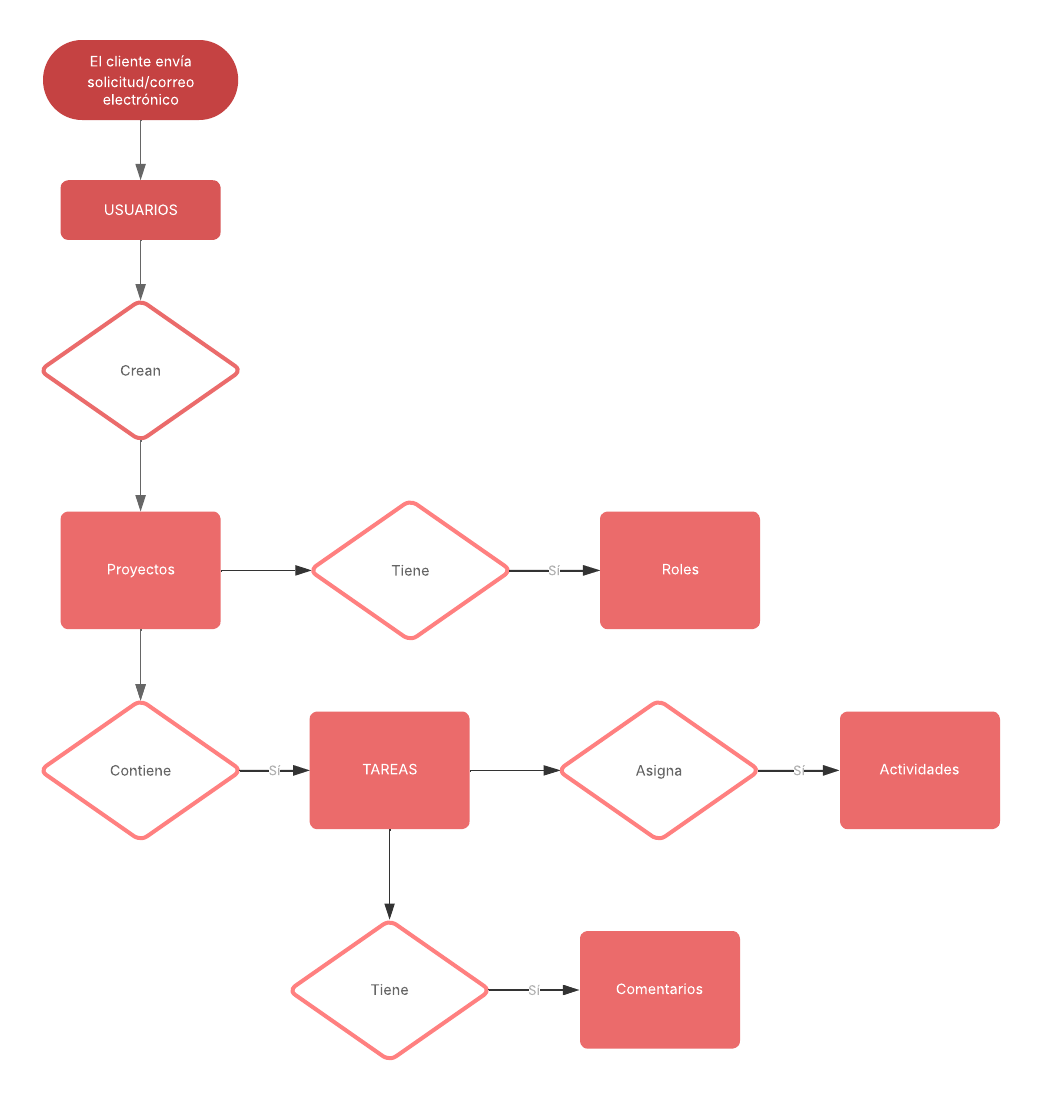 El cliente envía
solicitud/correo
electrónico
USUARIOS
Crean
Proyectos
Tiene
Sí
Roles
Contiene
Sí
TAREAS
Asigna
Sí
Actividades
Tiene
Sí
Comentarios